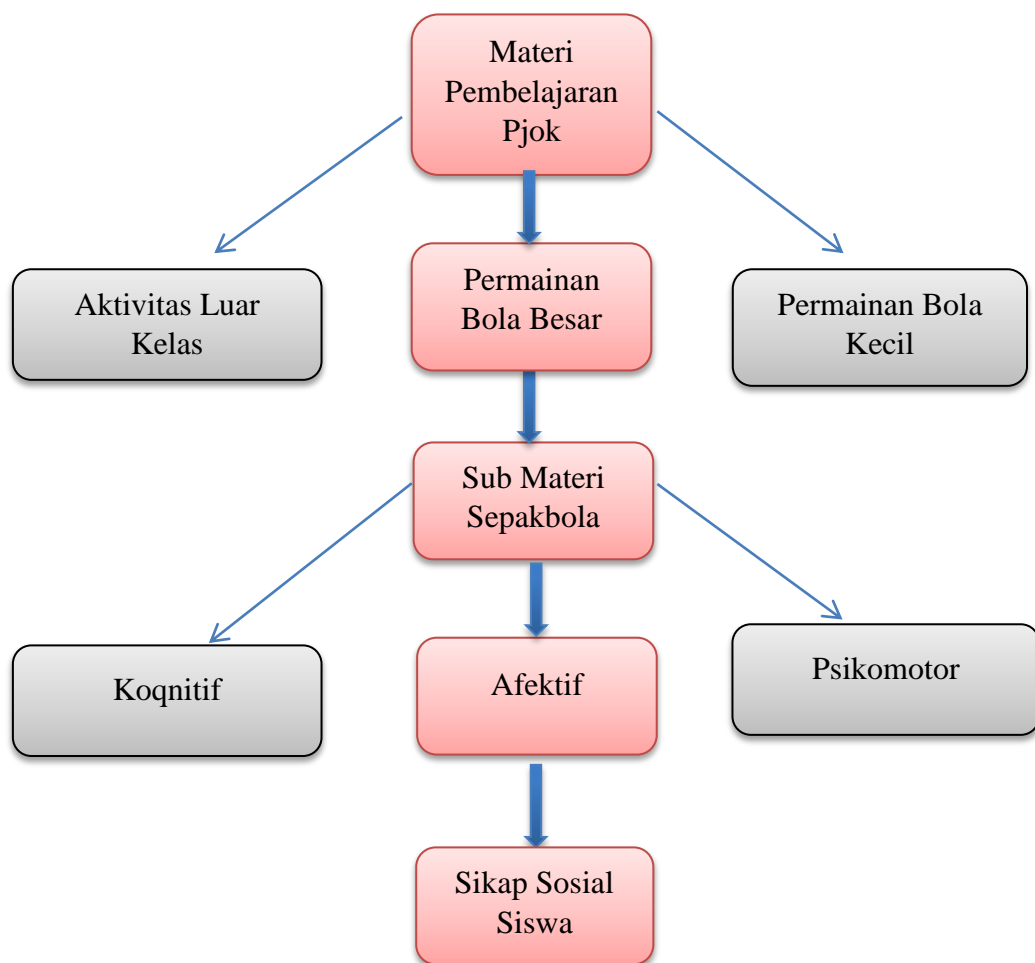 Materi
Pembelajaran
Pjok
Aktivitas Luar
Kelas
Permainan
Bola Besar
Permainan Bola
Kecil
Sub Materi
Sepakbola
Koqnitif
Afektif
Psikomotor
Sikap Sosial
Siswa